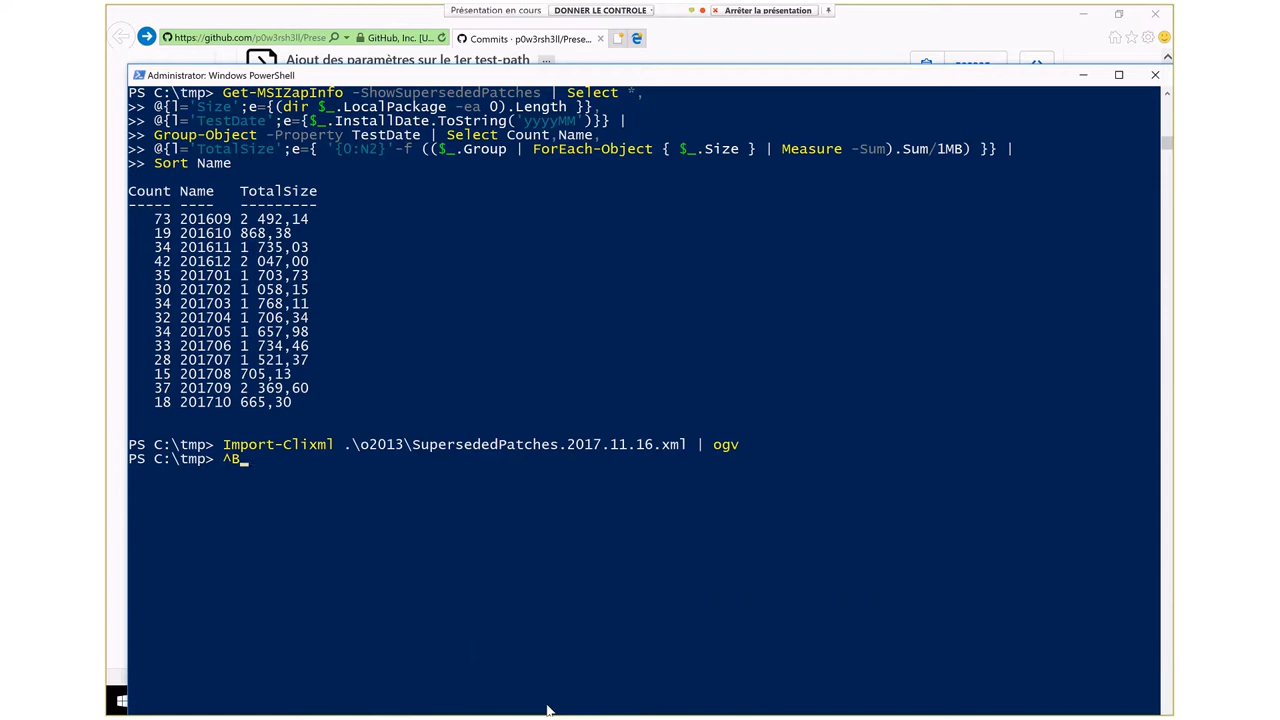 Présentation en cours DONNER LE CONTROLE Arrêter la présentation
https://github.com/p0w3rsh3ll/Prese GitHub, Inc. [U... Commits · p0w3rsh3ll/Prese...
Ajout des paramètres sur le 1er test-path ...
Administrator: Windows PowerShell
PS C:\tmp> Get-MSIZapInfo -ShowSupersededPatches | Select *,
>> @{l='Size';e={(dir $_.LocalPackage -ea 0).Length }},
>> @{l='TestDate';e={$_.InstallDate.ToString('yyyyMM')}} |
>> Group-Object -Property TestDate | Select Count,Name,
>> @{l='TotalSize';e={ '{0:N2}'-f (($_.Group | ForEach-Object { $_.Size } | Measure -Sum).Sum/1MB) }} |
>> Sort Name
Count Name TotalSize
----- ---- ---------
73 201609 2 492,14
19 201610 868,38
34 201611 1 735,03
42 201612 2 047,00
35 201701 1 703,73
30 201702 1 058,15
34 201703 1 768,11
32 201704 1 706,34
34 201705 1 657,98
33 201706 1 734,46
28 201707 1 521,37
15 201708 705,13
37 201709 2 369,60
18 201710 665,30
PS C:\tmp> Import-Clixml .\o2013\SupersededPatches.2017.11.16.xml | ogv
PS C:\tmp> ^B_